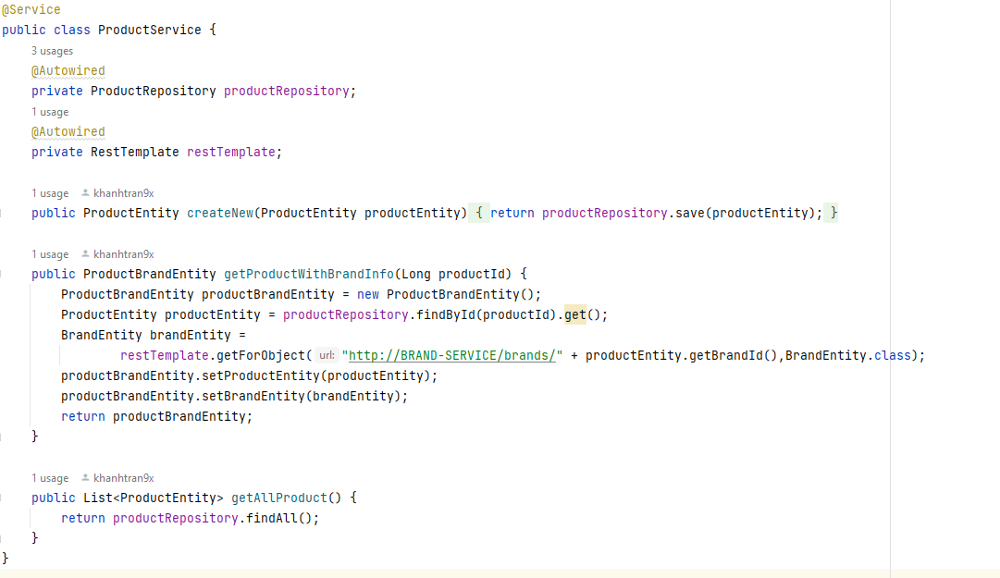 @Service
public class ProductService {
3 usages
@Autowired
private ProductRepository productRepository;
1 usage
@Autowired
private RestTemplate restTemplate;
1 usage khanhtran9x
public ProductEntity createNew(ProductEntity productEntity) { return productRepository.save(productEntity); }
1 usage khanhtran9x
public ProductBrandEntity getProductWithBrandInfo(Long productId) {
ProductBrandEntity productBrandEntity = new ProductBrandEntity();
ProductEntity productEntity = productRepository.findById(productId).get();
BrandEntity brandEntity =
restTemplate.getForObject( url: "http://BRAND-SERVICE/brands/" + productEntity.getBrandId(),BrandEntity.class);
productBrandEntity.setProductEntity(productEntity);
productBrandEntity.setBrandEntity(brandEntity);
return productBrandEntity;
}
1 usage khanhtran9x
public List<ProductEntity> getAllProduct() {
return productRepository.findAll();
}
}